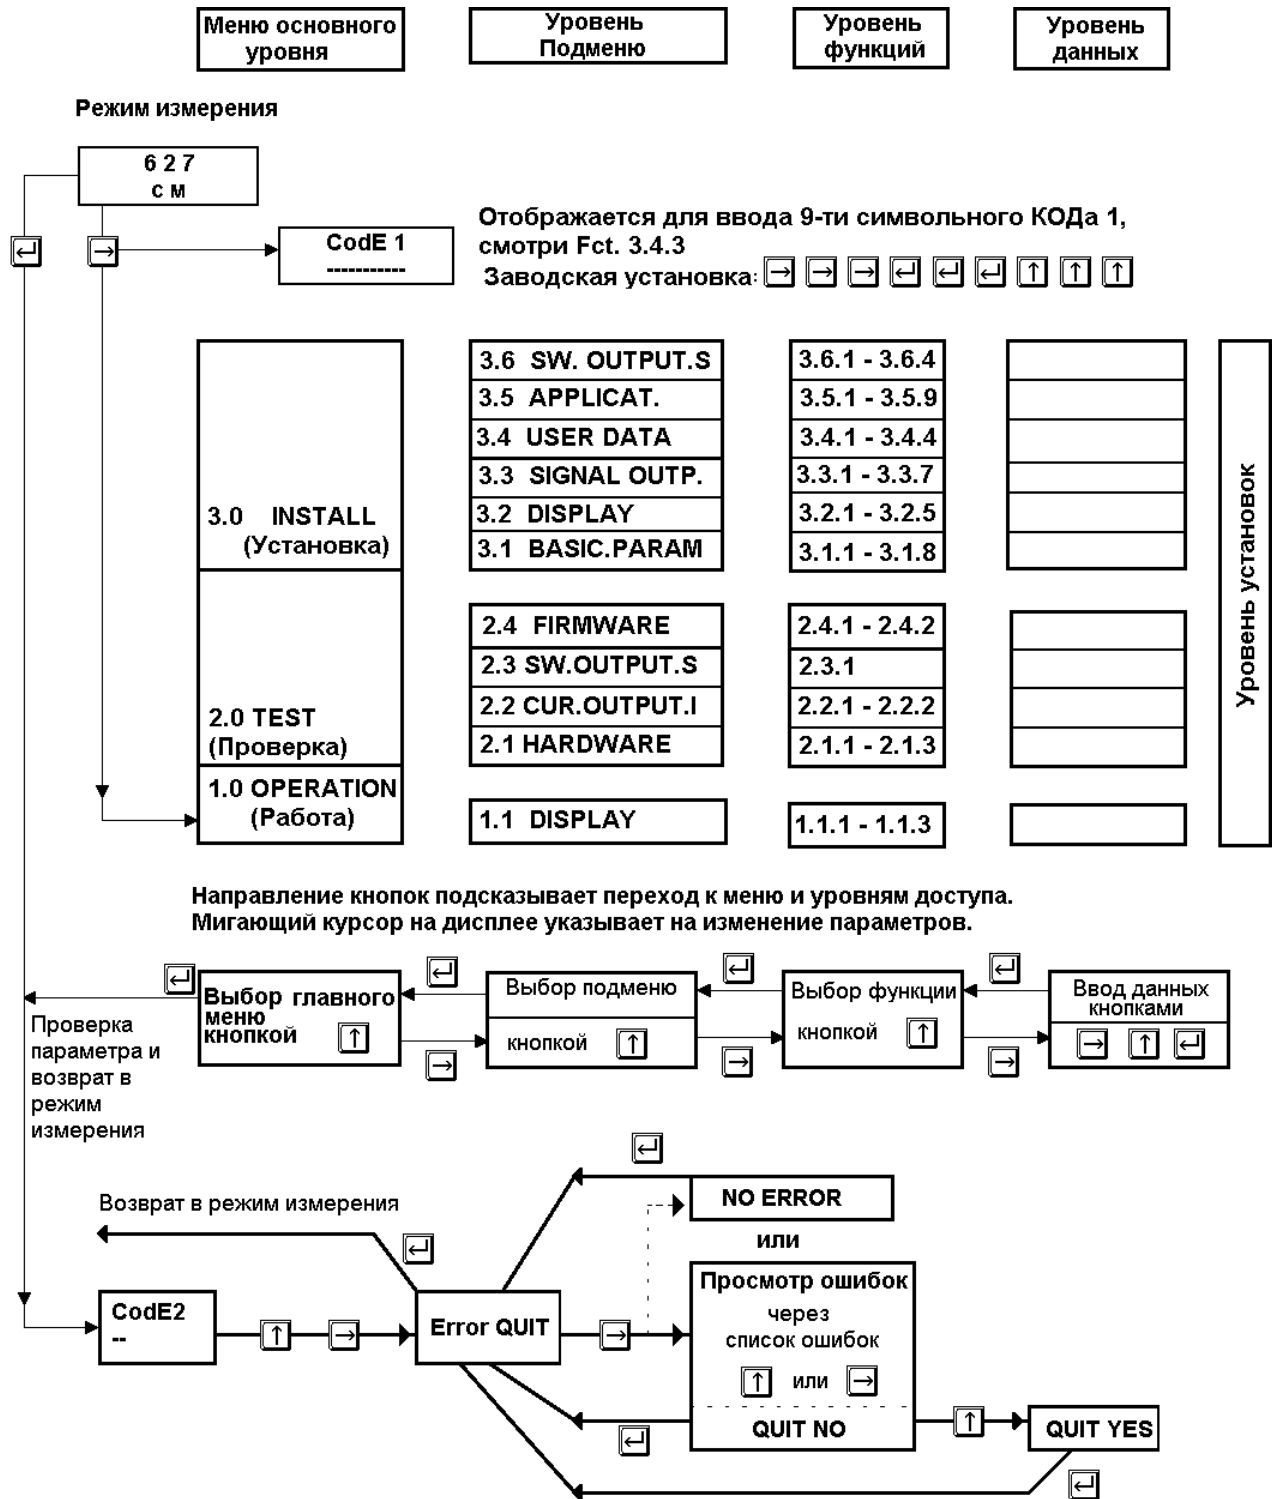 Меню основного
уровня
Уровень
Подменю
Уровень
функций
Уровень
данных
Режим измерения
6 2 7
с м
CodE 1
-----------
Отображается для ввода 9-ти символьного КОДа 1,
смотри Fct. 3.4.3
Заводская установка: → → → ↵ ↵ ↵ ↑ ↑ ↑
↵ →
3.6 SW. OUTPUT.S 3.6.1 - 3.6.4
3.5 APPLICAT. 3.5.1 - 3.5.9
3.4 USER DATA 3.4.1 - 3.4.4
3.3 SIGNAL OUTP. 3.3.1 - 3.3.7
3.0 INSTALL 3.2 DISPLAY 3.2.1 - 3.2.5
(Установка) 3.1 BASIC.PARAM 3.1.1 - 3.1.8
Уровень установок
2.4 FIRMWARE 2.4.1 - 2.4.2
2.3 SW.OUTPUT.S 2.3.1
2.0 TEST 2.2 CUR.OUTPUT.I 2.2.1 - 2.2.2
(Проверка) 2.1 HARDWARE 2.1.1 - 2.1.3
1.0 OPERATION
(Работа) 1.1 DISPLAY 1.1.1 - 1.1.3
Направление кнопок подсказывает переход к меню и уровням доступа.
Мигающий курсор на дисплее указывает на изменение параметров.
↵ ↵ ↵ ↵
Выбор главного
меню
кнопкой ↑
→
Выбор подменю
кнопкой ↑
→
Выбор функции
кнопкой ↑
→
Ввод данных
кнопками
→ ↑ ↵
Проверка
параметра и
возврат в
режим
измерения
↵
NO ERROR
Возврат в режим измерения
↵
или
Просмотр ошибок
через
список ошибок
↑ или →
CodE2
--
↑ →
Error QUIT
→
QUIT NO
↑
QUIT YES
↵
↵